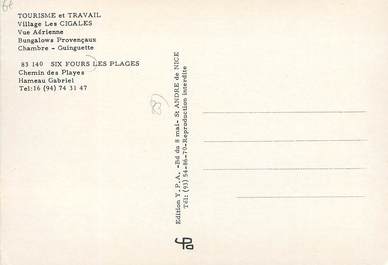 TOURISME et TRAVAIL
Village Les CIGALES
Vue Aérienne
Bungalows Provençaux
Chambre - Guinguette
83 140 SIX FOURS LES PLAGES
Chemin des Playes
Hameau Gabriel
Tel:16 (94) 74 31 47
83
Edition Y.P.A. -Bd du 8 mai- St ANDRE de NICE
Tél: (93) 54-86-70-Reproduction interdite